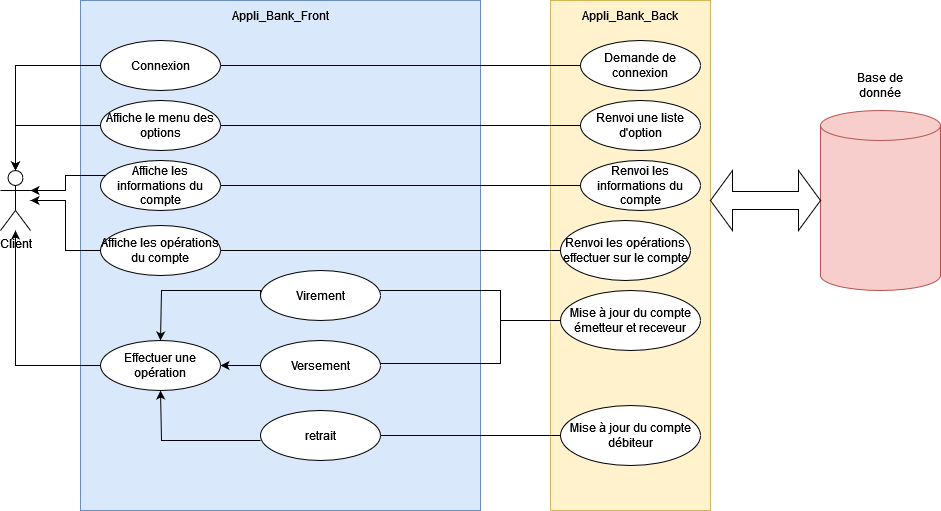 Appli_Bank_Front
Appli_Bank_Back
Connexion
Demande de
connexion
Base de
donnée
Affiche le menu des
options
Renvoi une liste
d'option
Affiche les
informations du
compte
Renvoi les
informations du
compte
Client
Affiche les opérations
du compte
Renvoi les opérations
effectuer sur le compte
Virement
Mise à jour du compte
émetteur et receveur
Effectuer une
opération
Versement
retrait
Mise à jour du compte
débiteur